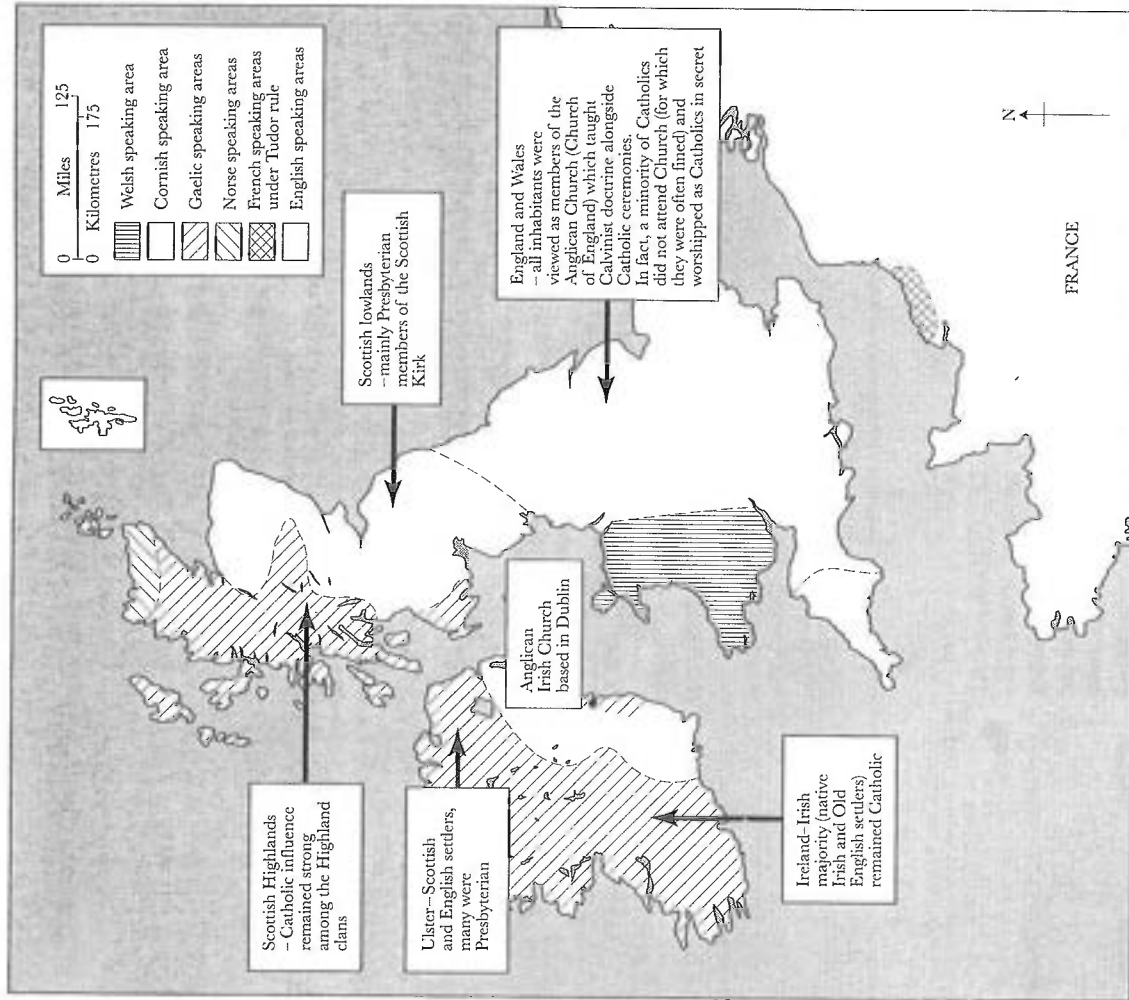 0 Miles 125
0 Kilometres 175
Welsh speaking area
Cornish speaking area
Gaelic speaking areas
Norse speaking areas
French speaking areas
under Tudor rule
English speaking areas
Scottish lowlands
–mainly Presbyterian
members of the Scottish
Kirk
England and Wales
– all inhabitants were
viewed as members of the
Anglican Church (Church
of England) which taught
Calvinist doctrine alongside
Catholic ceremonies.
In fact, a minority of Catholics
did not attend Church (for which
they were often fined) and
worshipped as Catholics in secret
Scottish Highlands
– Catholic influence
remained strong
among the Highland
clans
Ulster–Scottish
and English settlers,
many were
Presbyterian
Anglican
Irish Church
based in Dublin
Ireland–Irish
majority (native
Irish and Old
English settlers)
remained Catholic
N
FRANCE